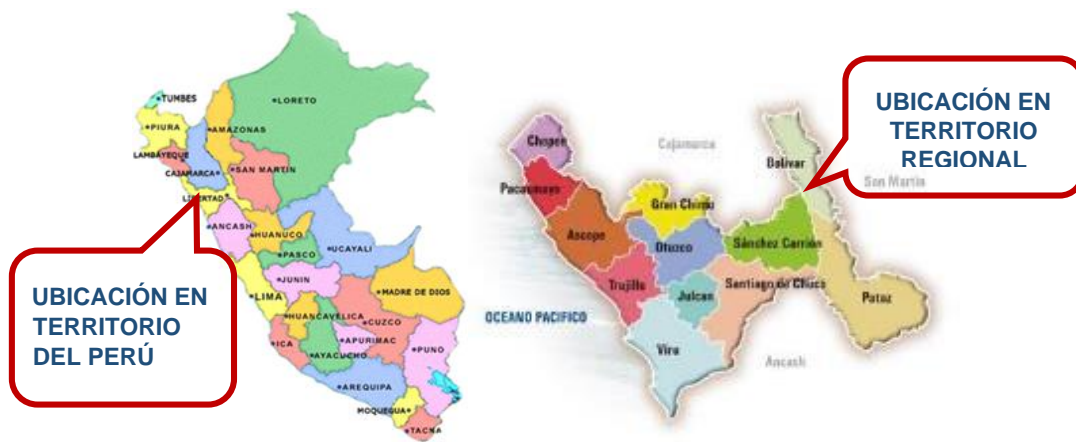 TUMBES
LORETO
PIURA
AMAZONAS
LAMBAYEQUE
CAJAMARCA
SAN MARTIN
LIBERTAD
ANCASH
HUANUCO
UCAYALI
PASCO
JUNIN
LIMA
MADRE DE DIOS
HUANCAVELICA
CUZCO
ICA
APURIMAC
AYACUCHO
PUNO
AREQUIPA
MOQUEGUA
TACNA
UBICACIÓN EN
TERRITORIO
DEL PERÚ
Chepen
Cajamarca
Bolivar
San Martin
Pacasmayo
Gran Chimu
Ascope
Otuzco
Sánchez Carrión
Trujillo
Julcan
Santiago de Chuco
Pataz
OCEANO PACIFICO
Viru
Ancash
UBICACIÓN EN
TERRITORIO
REGIONAL